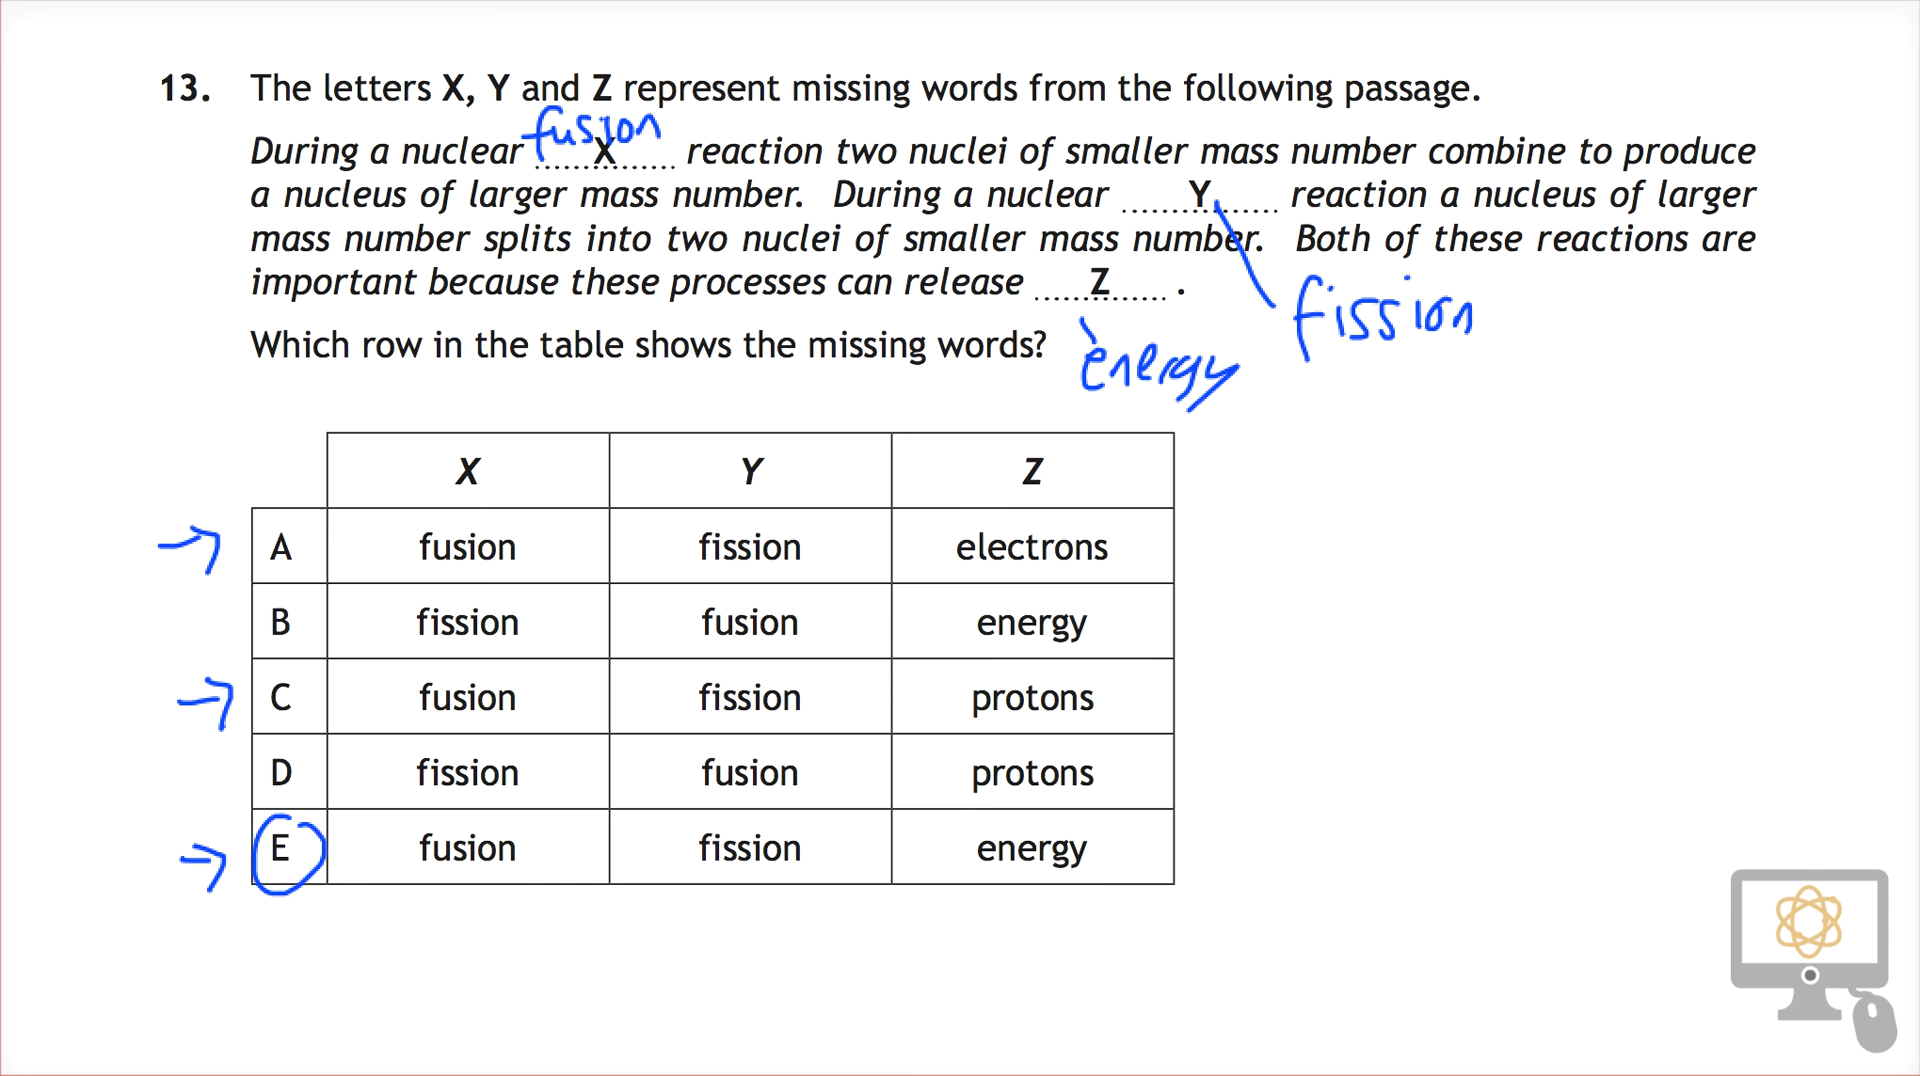 13. The letters X, Y and Z represent missing words from the following passage.
fusion
During a nuclear ......X...... reaction two nuclei of smaller mass number combine to produce
a nucleus of larger mass number. During a nuclear ......Y...... reaction a nucleus of larger
mass number splits into two nuclei of smaller mass number. Both of these reactions are
important because these processes can release ......Z...... .
fission
Which row in the table shows the missing words?
energy
X Y Z
A fusion fission electrons
B fission fusion energy
C fusion fission protons
D fission fusion protons
E fusion fission energy